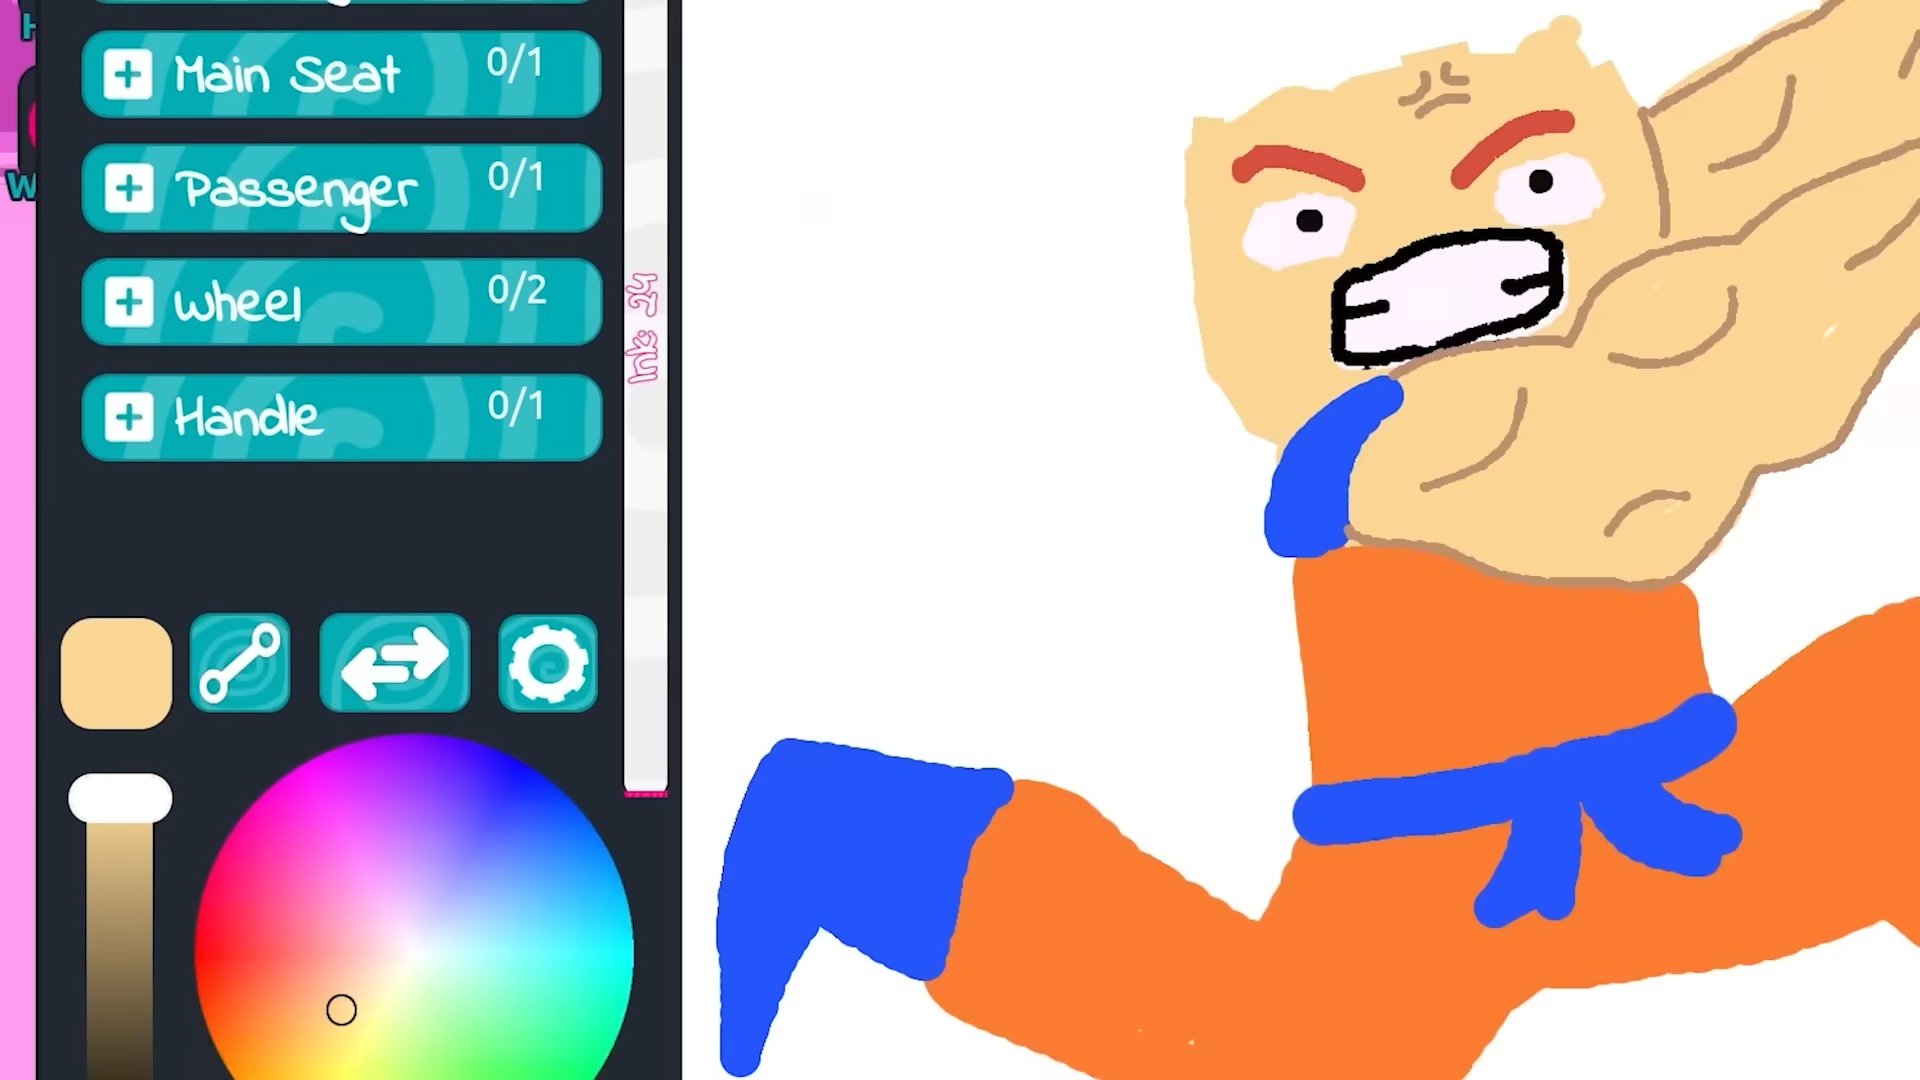 H
Main Seat 0/1
Passenger 0/1
W
Wheel 0/2
Ink: 24
Handle 0/1